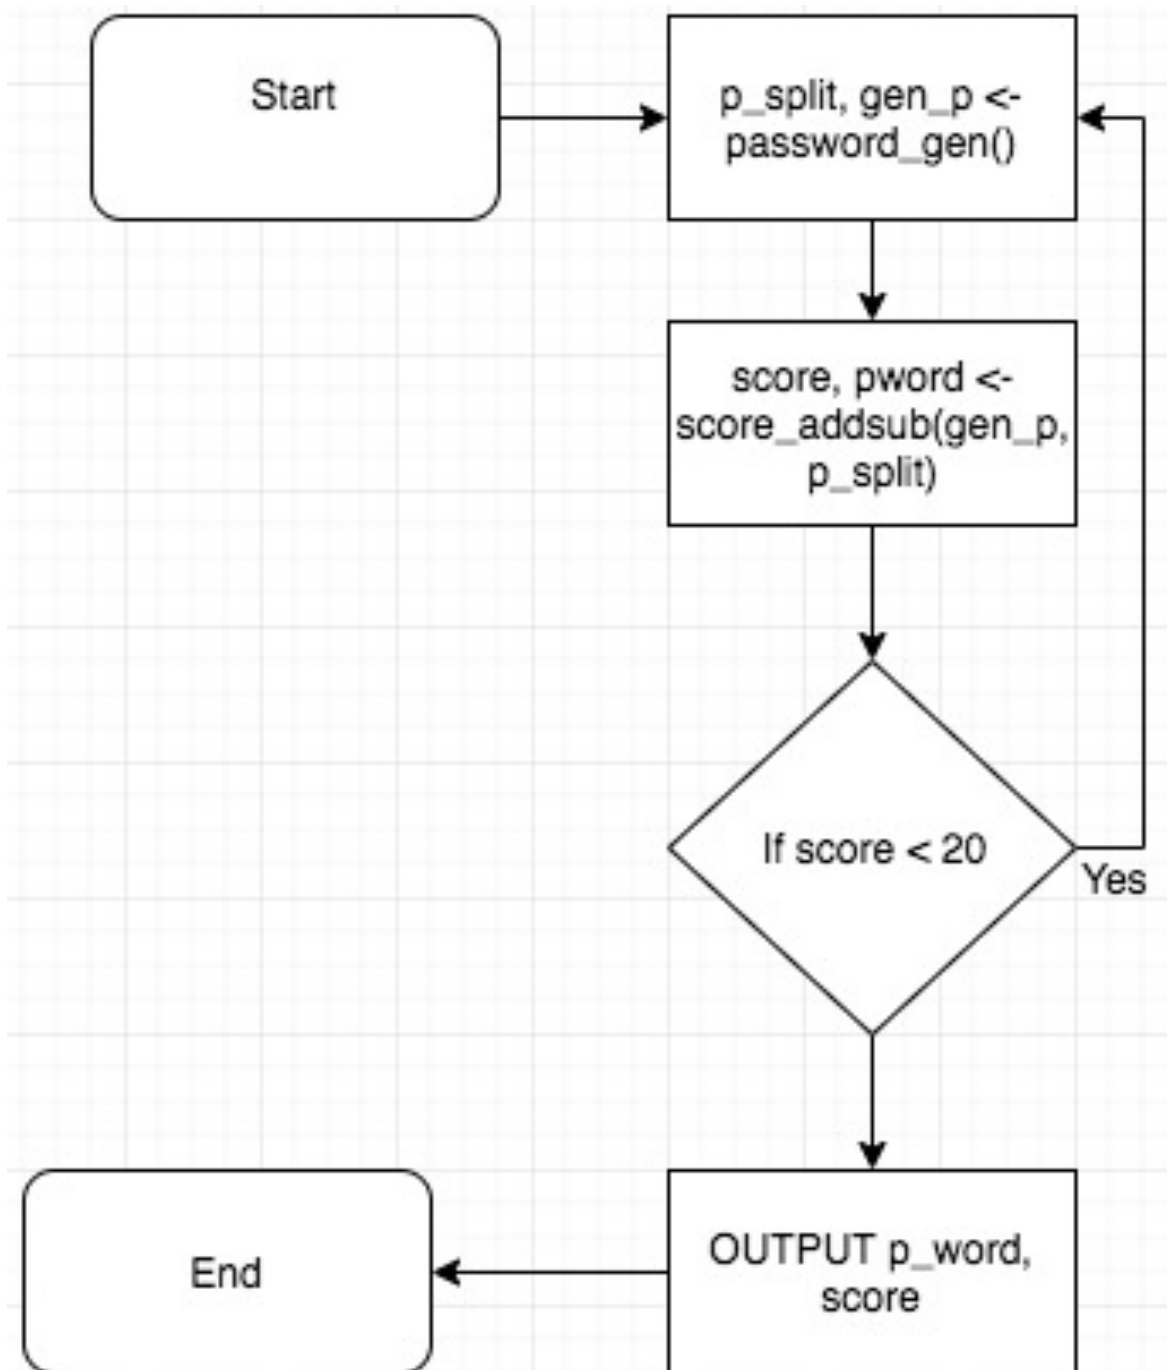 Start
p_split, gen_p <-
password_gen()
score, pword <-
score_addsub(gen_p,
p_split)
If score < 20
Yes
OUTPUT p_word,
score
End